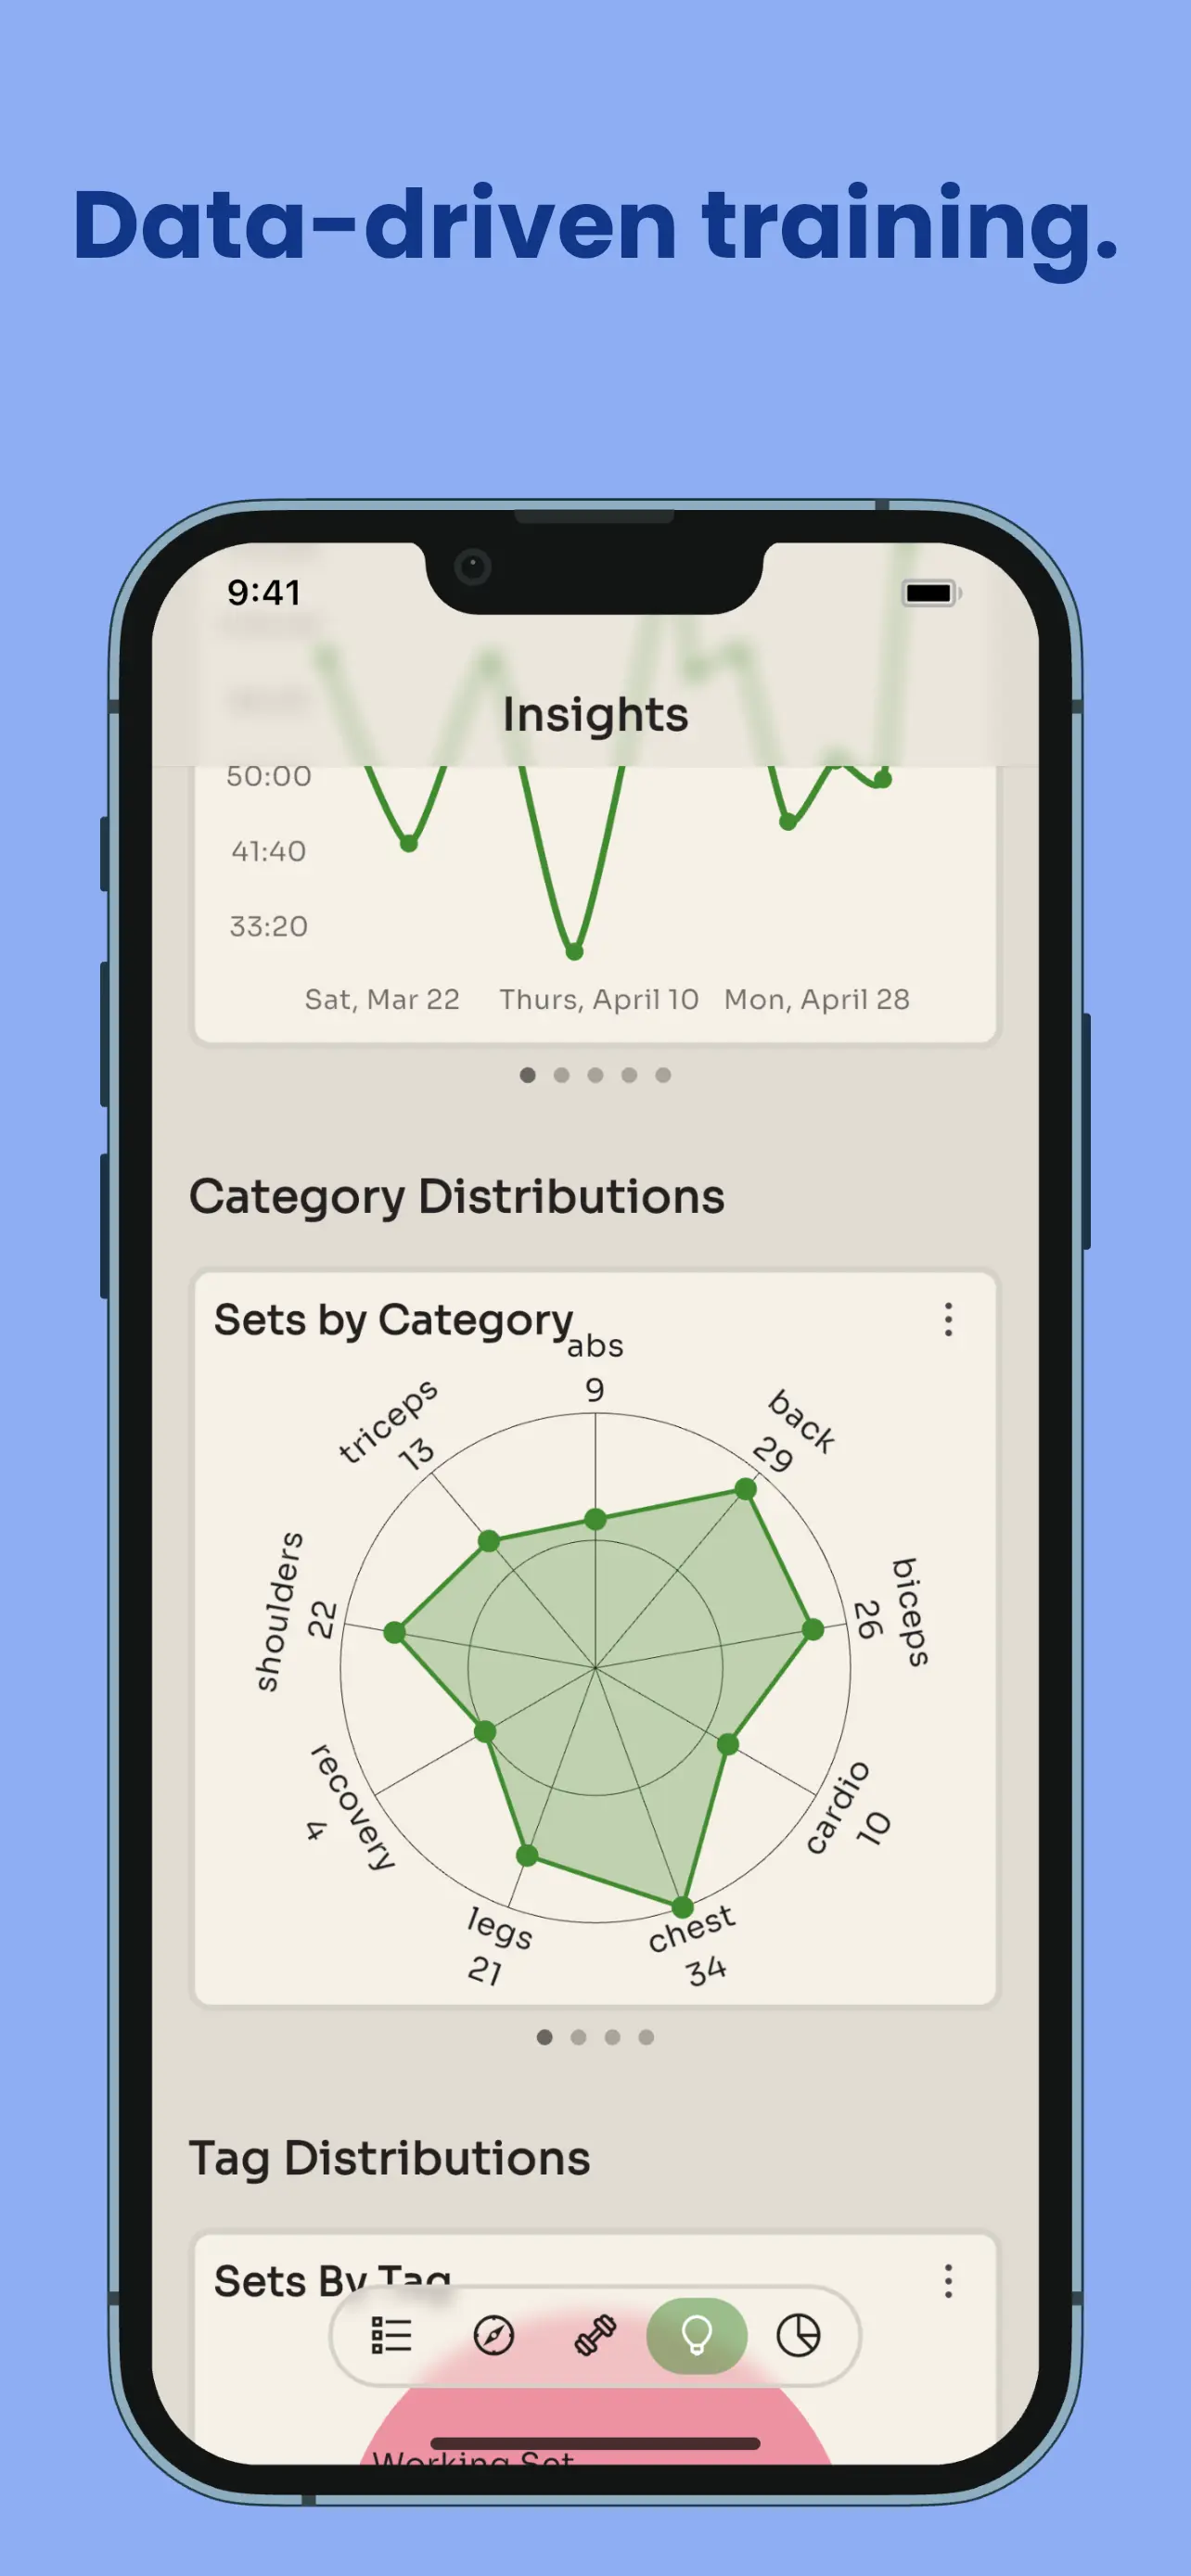 Data-driven training.
9:41
Insights
50:00
41:40
33:20
Sat, Mar 22 Thurs, April 10 Mon, April 28
Category Distributions
Sets by Category
abs
9
back
29
biceps
26
cardio
10
chest
34
legs
21
recovery
4
shoulders
22
triceps
13
Tag Distributions
Sets By Tag
Working Set